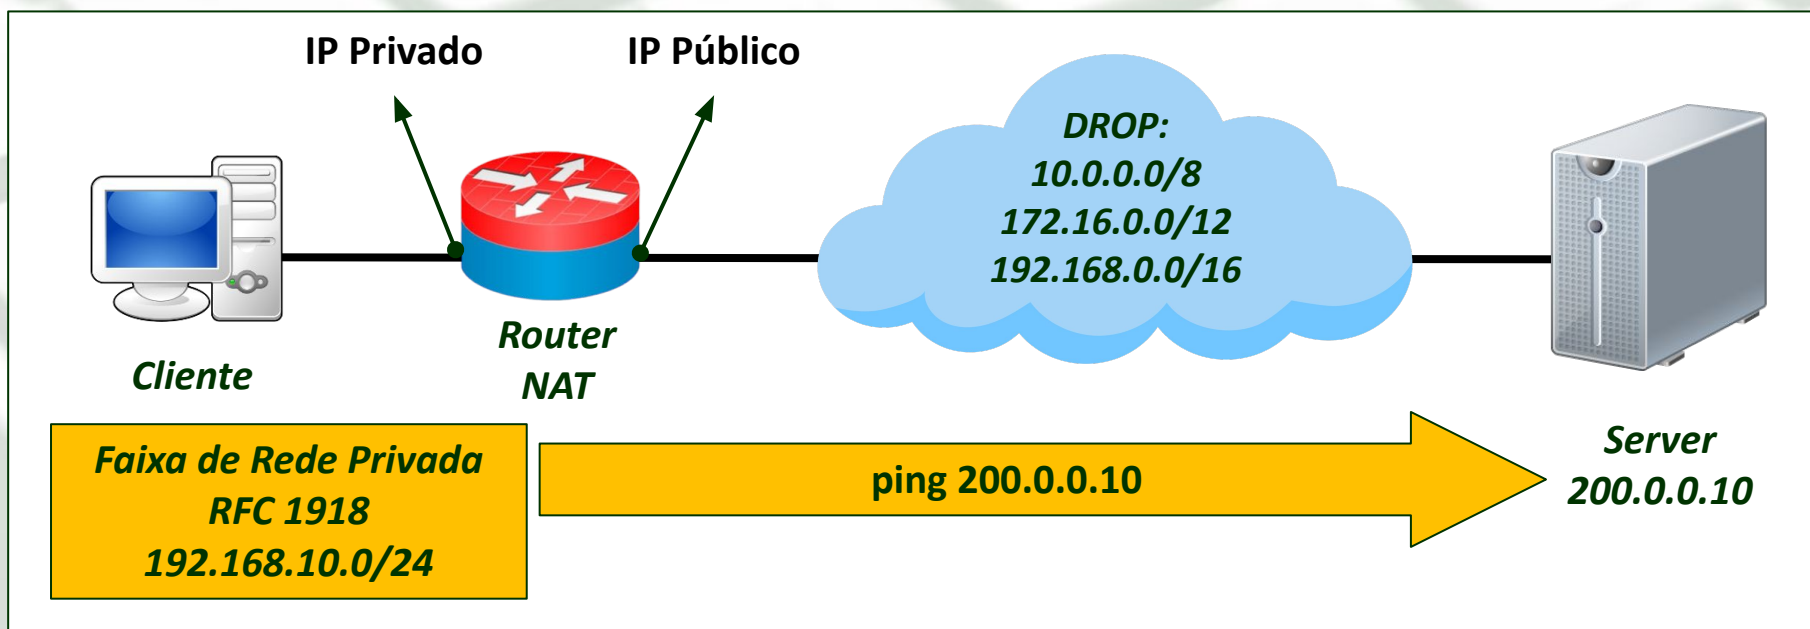 IP Privado
IP Público
DROP:
10.0.0.0/8
172.16.0.0/12
192.168.0.0/16
Router
NAT
Cliente
Faixa de Rede Privada
RFC 1918
192.168.10.0/24
ping 200.0.0.10
Server
200.0.0.10